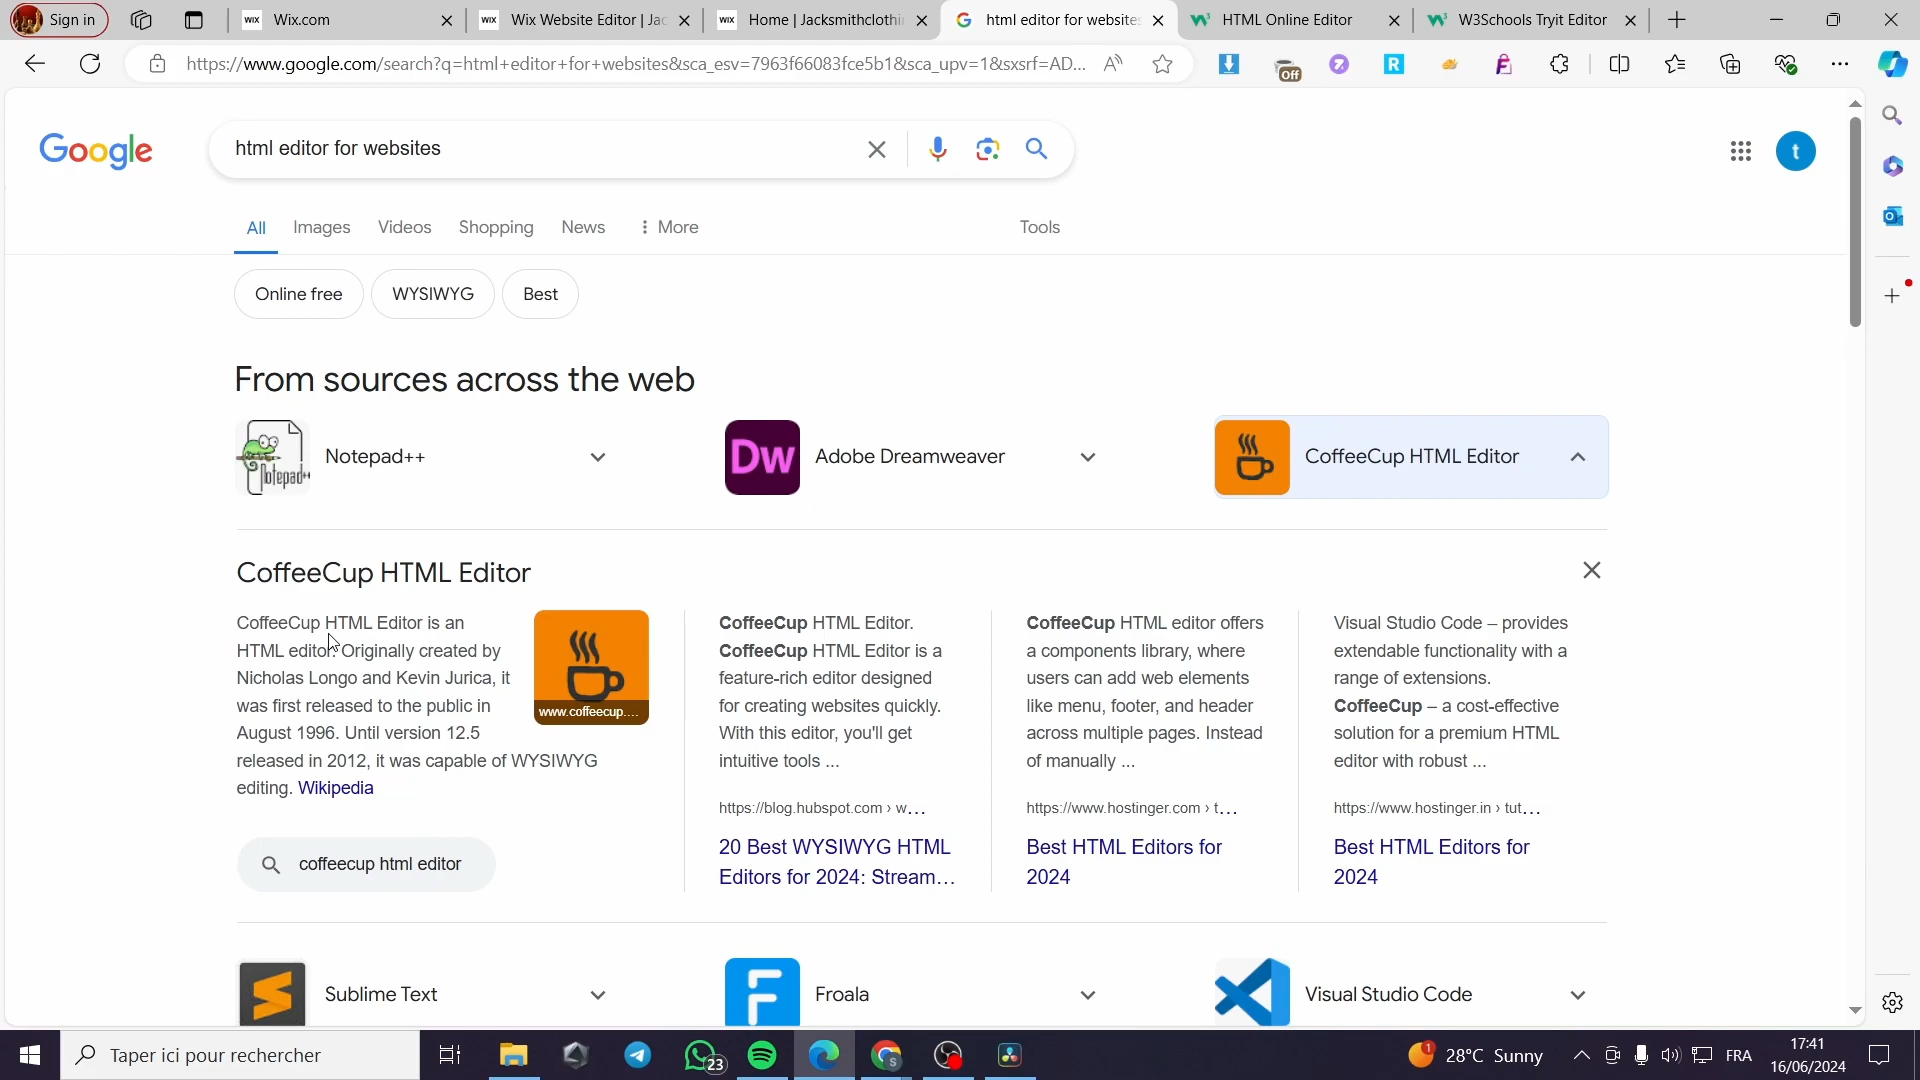 Sign in
WIX Wix.com
WIX Wix Website Editor | Jac
WIX Home | Jacksmithclothi
html editor for websites
HTML Online Editor
W3Schools Tryit Editor
https://www.google.com/search?q=html+editor+for+websites&sca_esv=7963f66083fce5b1&sca_upv=1&sxsrf=AD...
Off
Google
html editor for websites
t
All Images Videos Shopping News More Tools
Online free WYSIWYG Best
From sources across the web
Notepad++
Notepad++
Dw
Adobe Dreamweaver
CoffeeCup HTML Editor
CoffeeCup HTML Editor
CoffeeCup HTML Editor is an
HTML editor. Originally created by
Nicholas Longo and Kevin Jurica, it
was first released to the public in
August 1996. Until version 12.5
released in 2012, it was capable of WYSIWYG
editing. Wikipedia
www.coffeecup....
coffeecup html editor
CoffeeCup HTML Editor.
CoffeeCup HTML Editor is a
feature-rich editor designed
for creating websites quickly.
With this editor, you'll get
intuitive tools ...
https://blog.hubspot.com › w...
20 Best WYSIWYG HTML
Editors for 2024: Stream...
CoffeeCup HTML editor offers
a components library, where
users can add web elements
like menu, footer, and header
across multiple pages. Instead
of manually ...
https://www.hostinger.com › t...
Best HTML Editors for
2024
Visual Studio Code – provides
extendable functionality with a
range of extensions.
CoffeeCup – a cost-effective
solution for a premium HTML
editor with robust ...
https://www.hostinger.in › tut...
Best HTML Editors for
2024
Sublime Text
F
Froala
Visual Studio Code
Taper ici pour rechercher
23
S
1
28°C Sunny
FRA
17:41
16/06/2024